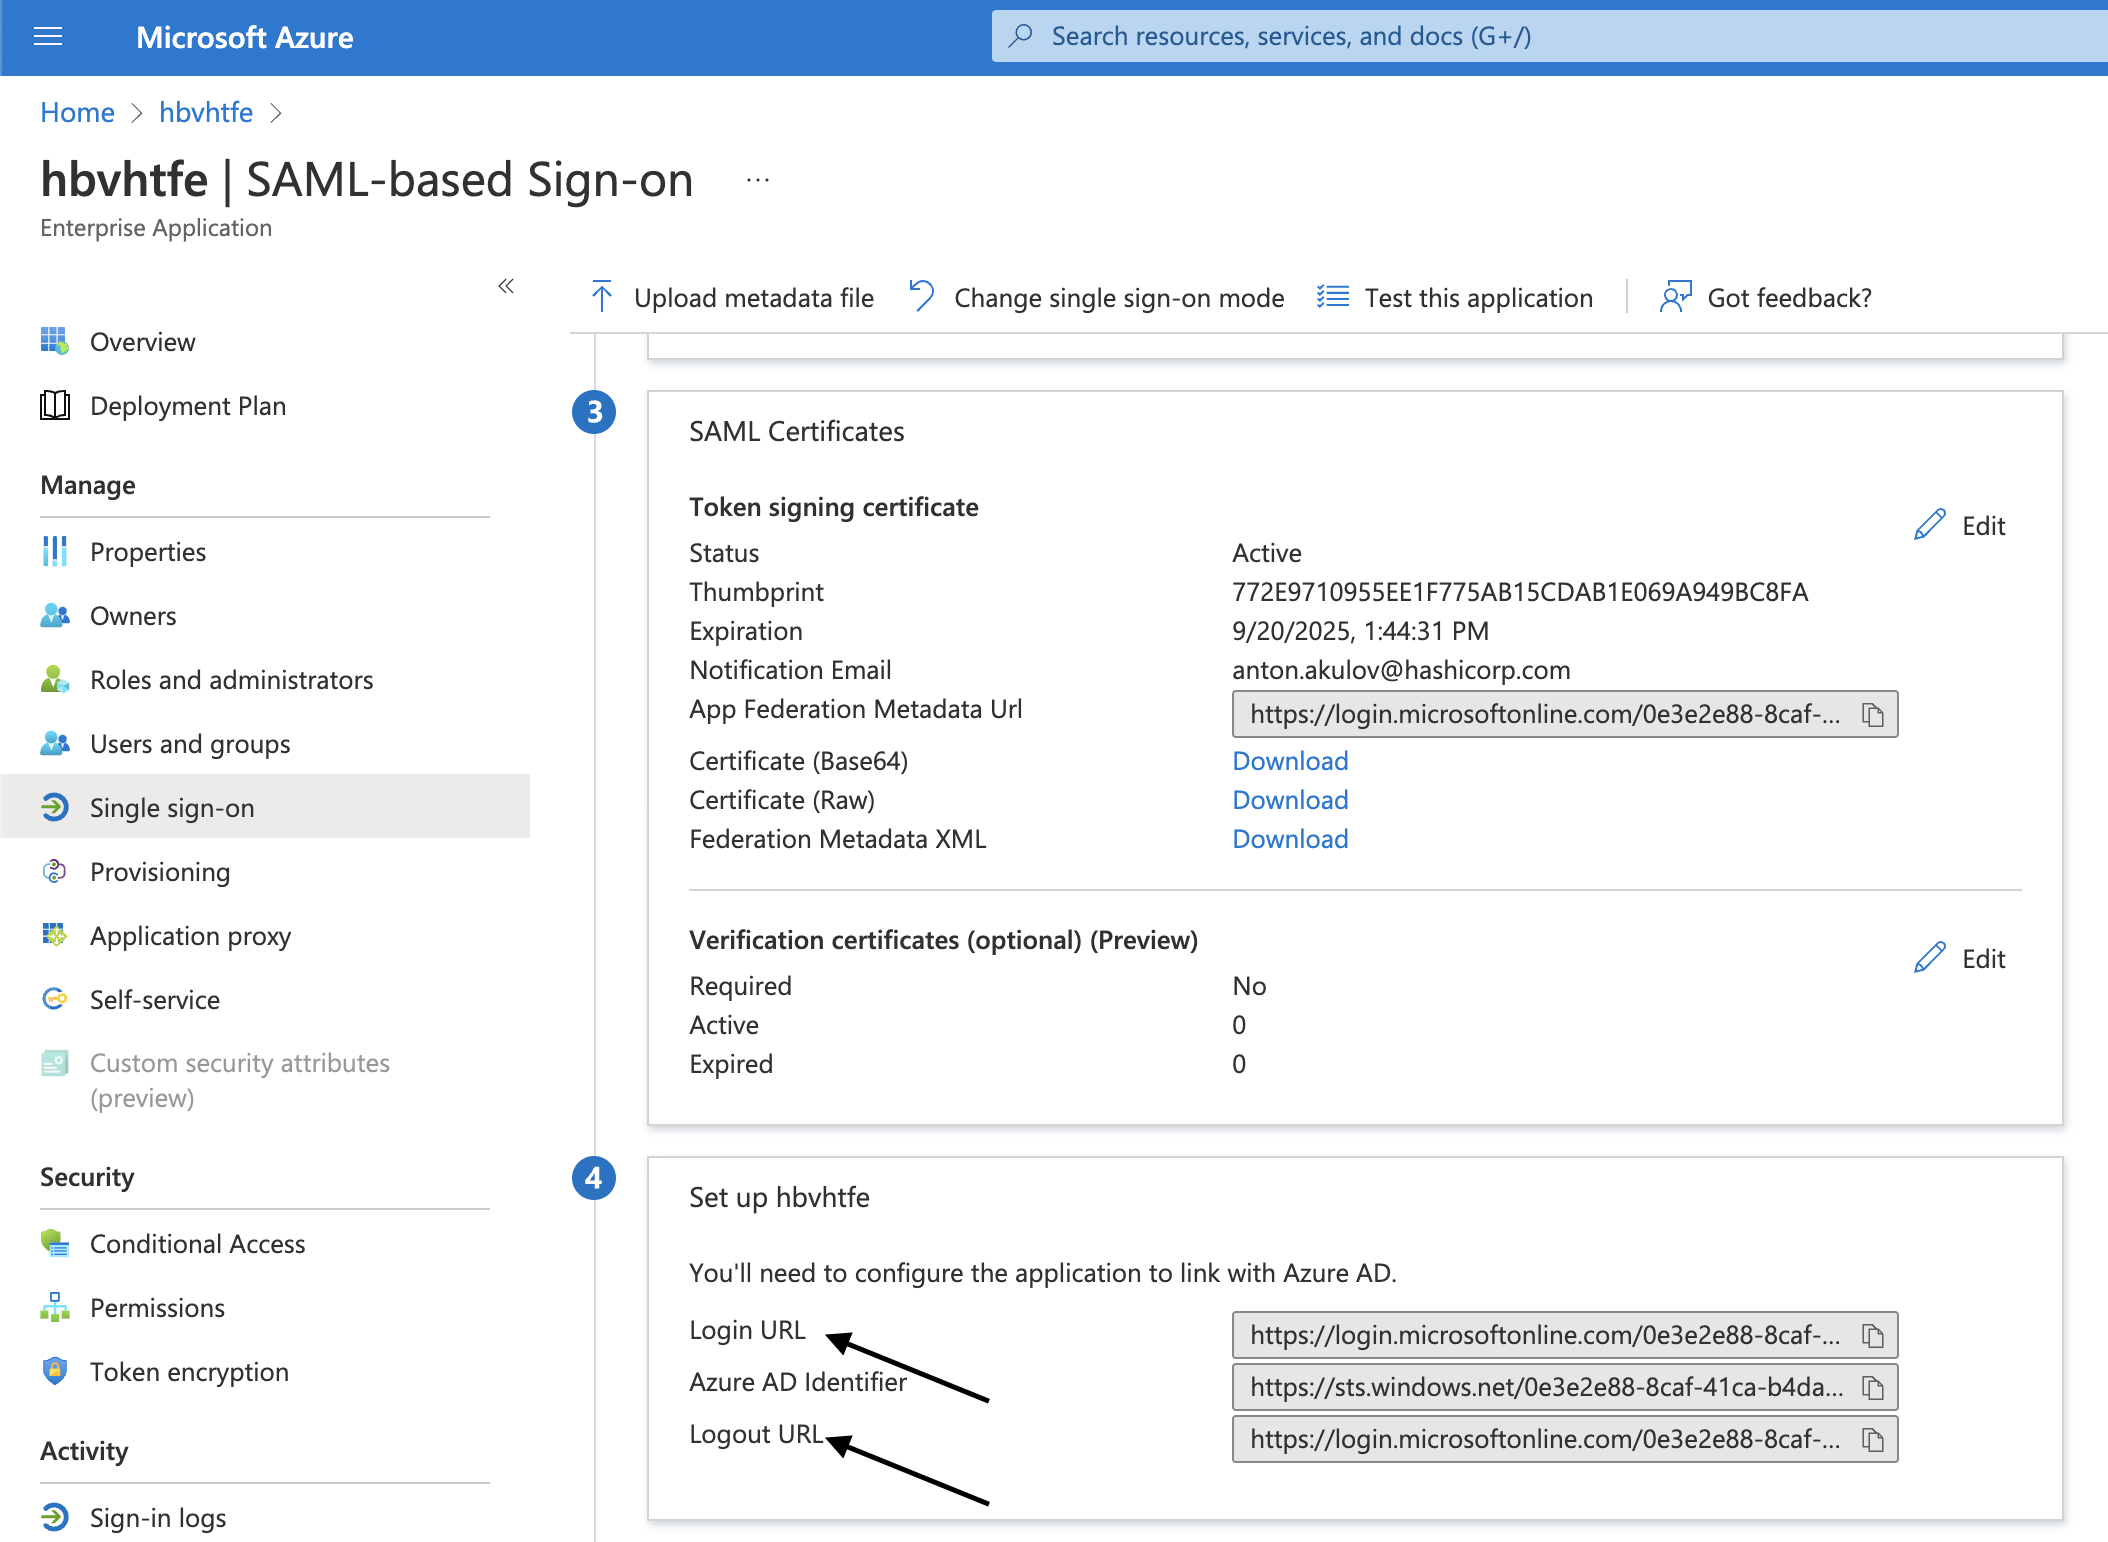 Microsoft Azure
Search resources, services, and docs (G+/)
Home > hbvhtfe >
hbvhtfe | SAML-based Sign-on ...
Enterprise Application
«
Overview
Deployment Plan
Manage
Properties
Owners
Roles and administrators
Users and groups
Single sign-on
Provisioning
Application proxy
Self-service
Custom security attributes
(preview)
Security
Conditional Access
Permissions
Token encryption
Activity
Sign-in logs
Upload metadata file Change single sign-on mode Test this application Got feedback?
3
SAML Certificates
Token signing certificate
Edit
Status Active
Thumbprint 772E9710955EE1F775AB15CDAB1E069A949BC8FA
Expiration 9/20/2025, 1:44:31 PM
Notification Email anton.akulov@hashicorp.com
App Federation Metadata Url https://login.microsoftonline.com/0e3e2e88-8caf-...
Certificate (Base64) Download
Certificate (Raw) Download
Federation Metadata XML Download
Verification certificates (optional) (Preview)
Edit
Required No
Active 0
Expired 0
4
Set up hbvhtfe
You'll need to configure the application to link with Azure AD.
Login URL https://login.microsoftonline.com/0e3e2e88-8caf-...
Azure AD Identifier https://sts.windows.net/0e3e2e88-8caf-41ca-b4da...
Logout URL https://login.microsoftonline.com/0e3e2e88-8caf-...